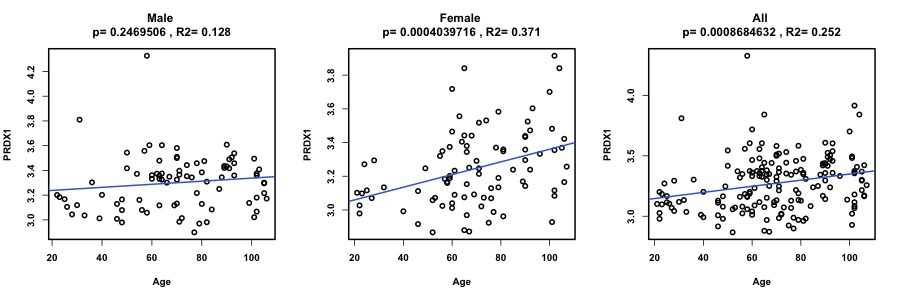 Male
p= 0.2469506 , R2= 0.128
PRDX1
4.2
4.0
3.8
3.6
3.4
3.2
3.0
20 40 60 80 100
Age
Female
p= 0.0004039716 , R2= 0.371
PRDX1
3.8
3.6
3.4
3.2
3.0
20 40 60 80 100
Age
All
p= 0.0008684632 , R2= 0.252
PRDX1
4.0
3.5
3.0
20 40 60 80 100
Age